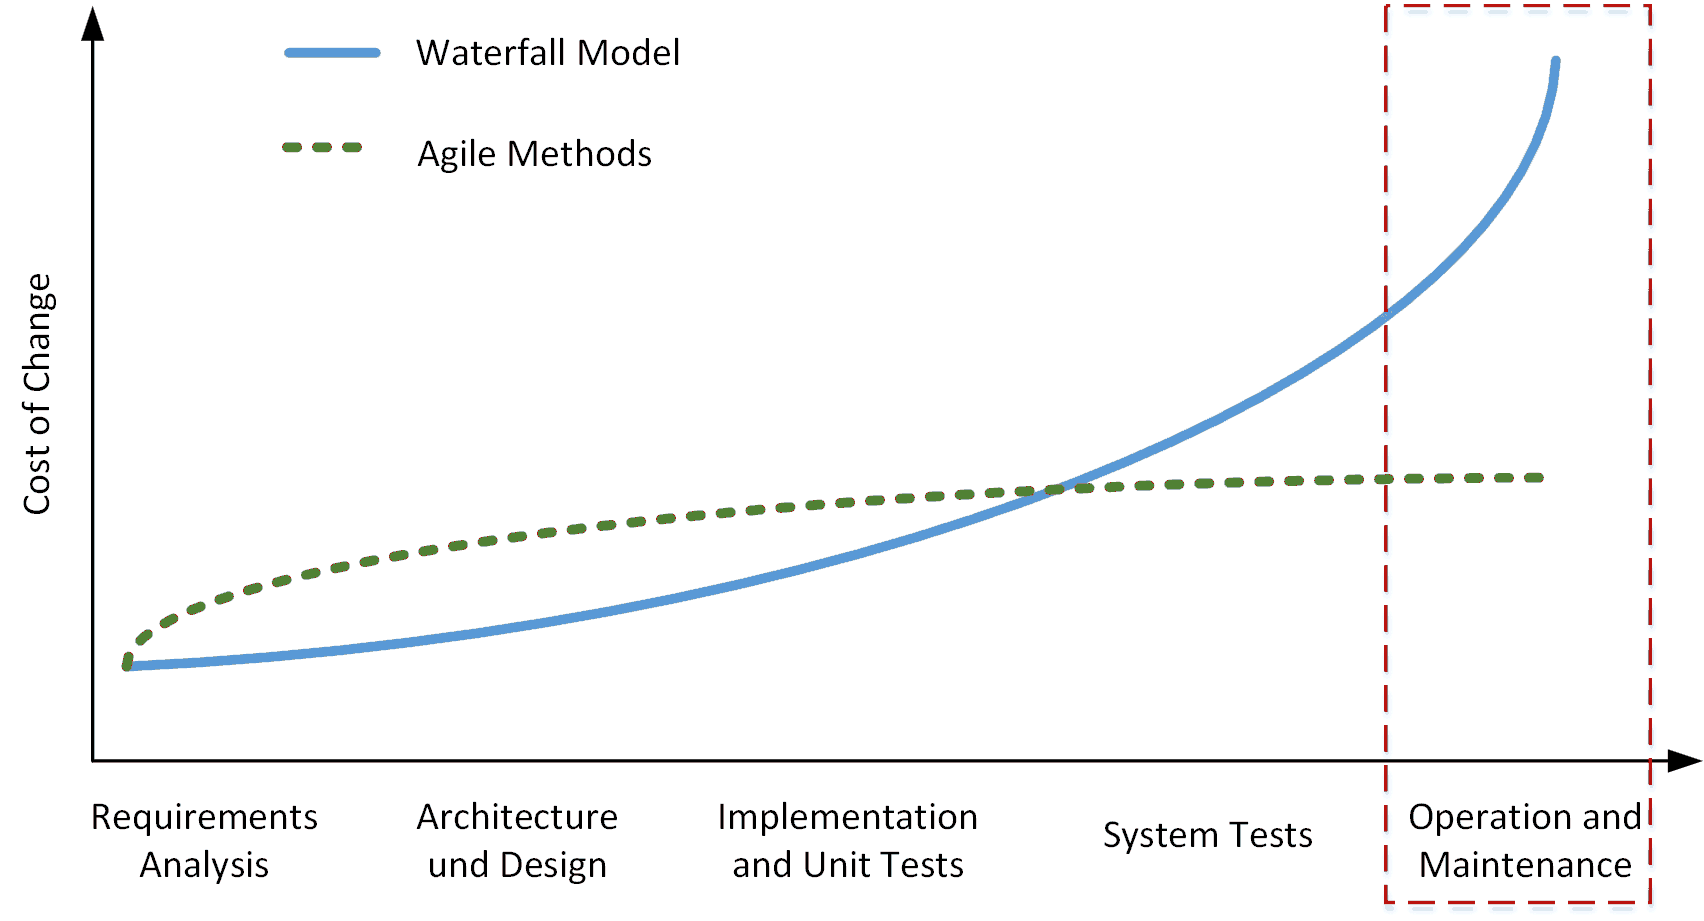 Waterfall Model
Agile Methods
Cost of Change
Requirements
Analysis
Architecture
und Design
Implementation
and Unit Tests
System Tests
Operation and
Maintenance